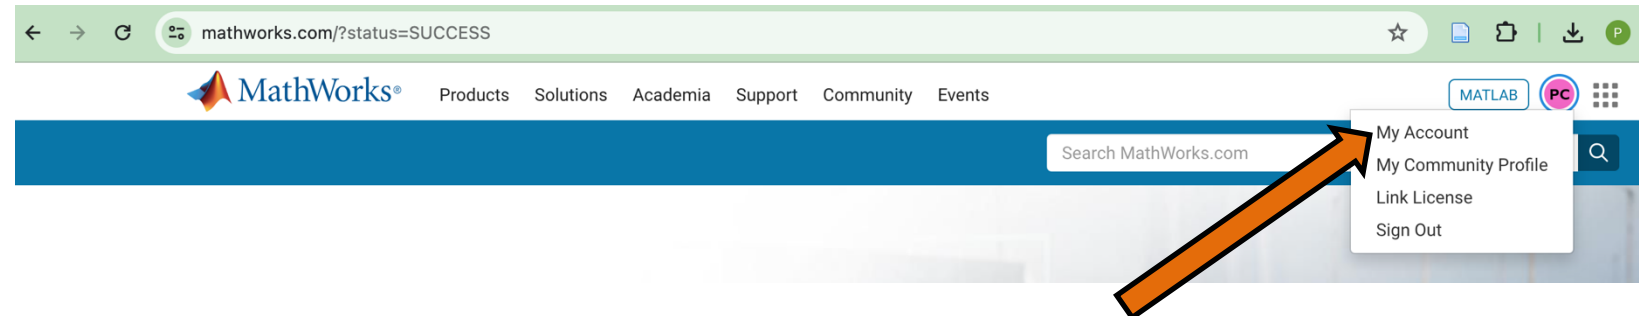 mathworks.com/?status=SUCCESS
P
MathWorks®
Products Solutions Academia Support Community Events
MATLAB
PC
Search MathWorks.com
My Account
My Community Profile
Link License
Sign Out